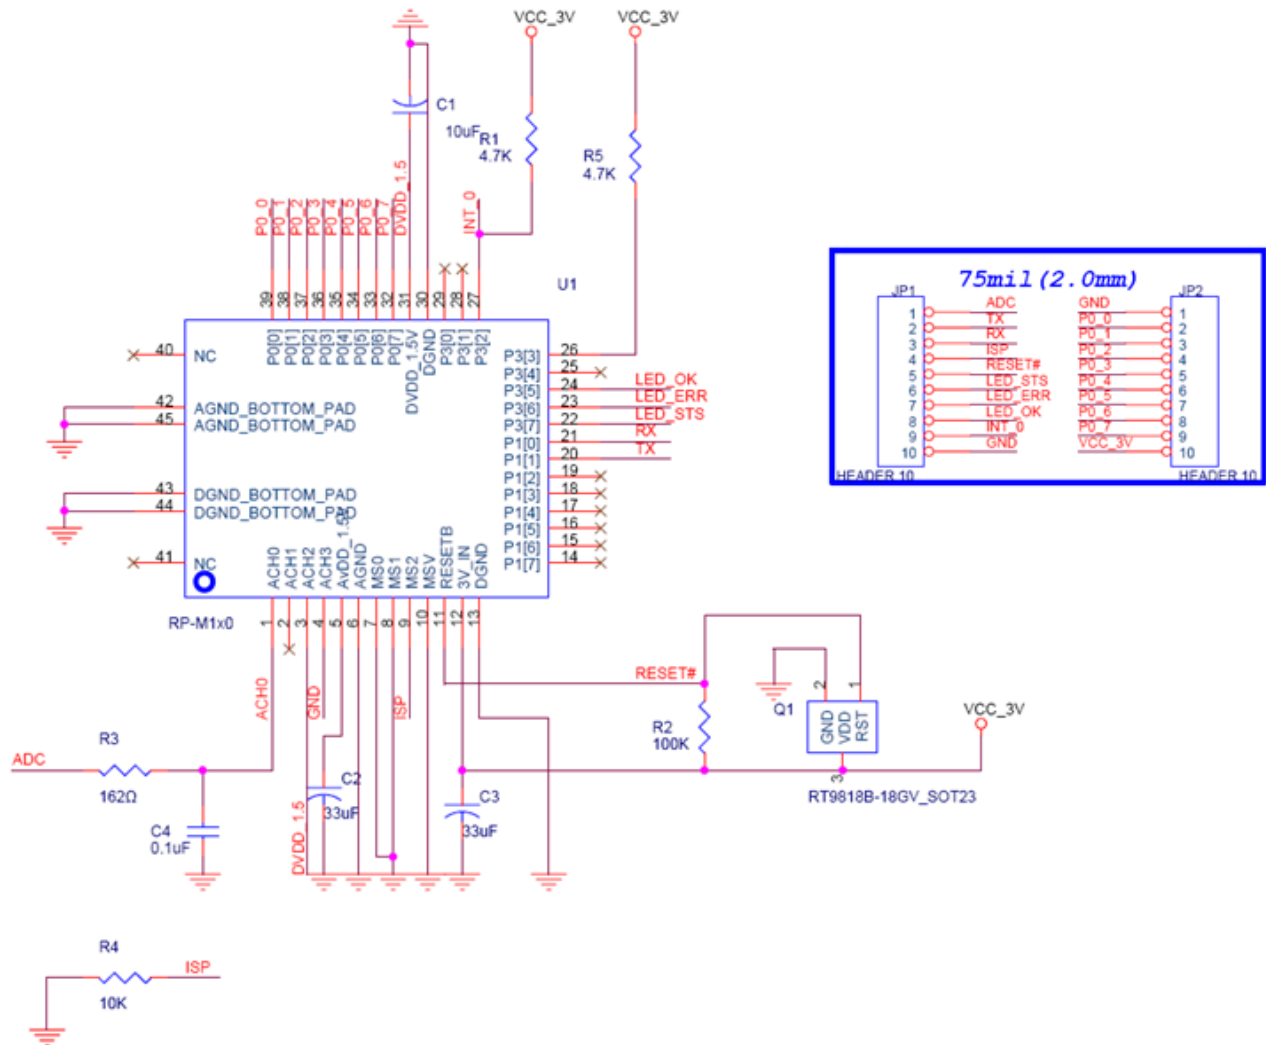 VCC_3V
VCC_3V
C1
10uF
R1
4.7K
R5
4.7K
P0_0
P0_1
P0_2
P0_3
P0_4
P0_5
P0_6
P0_7
DVDD_1.5
INT_0
39
38
37
36
35
34
33
32
31
30
29
28
27
U1
P0[0]
P0[1]
P0[2]
P0[3]
P0[4]
P0[5]
P0[6]
P0[7]
DVDD_1.5V
DGND
P3[0]
P3[1]
P3[2]
40 NC
42 AGND_BOTTOM_PAD
45 AGND_BOTTOM_PAD
43 DGND_BOTTOM_PAD
44 DGND_BOTTOM_PAD
41 NC
P3[3] 26
P3[4] 25
P3[5] 24 LED_OK
P3[6] 23 LED_ERR
P3[7] 22 LED_STS
P1[0] 21 RX
P1[1] 20 TX
P1[2] 19
P1[3] 18
P1[4] 17
P1[5] 16
P1[6] 15
P1[7] 14
ACH0
ACH1
ACH2
ACH3
AvDD_1.5V
AGND
MS0
MS1
MS2
MSV
RESETB
3V_IN
DGND
RP-M1x0
1
2
3
4
5
6
7
8
9
10
11
12
13
75mil(2.0mm)
JP1
1 ADC
2 TX
3 RX
4 ISP
5 RESET#
6 LED_STS
7 LED_ERR
8 LED_OK
9 INT_0
10 GND
HEADER 10
JP2
GND 1
P0_0 2
P0_1 3
P0_2 4
P0_3 5
P0_4 6
P0_5 7
P0_6 8
P0_7 9
VCC_3V 10
HEADER 10
ACH0
GND
ISP
RESET#
R2
100K
Q1
2
1
GND
VDD
RST
3
RT9818B-18GV_SOT23
VCC_3V
ADC
R3
162Ω
C4
0.1uF
DVDD_1.5
C2
33uF
C3
33uF
R4
10K
ISP